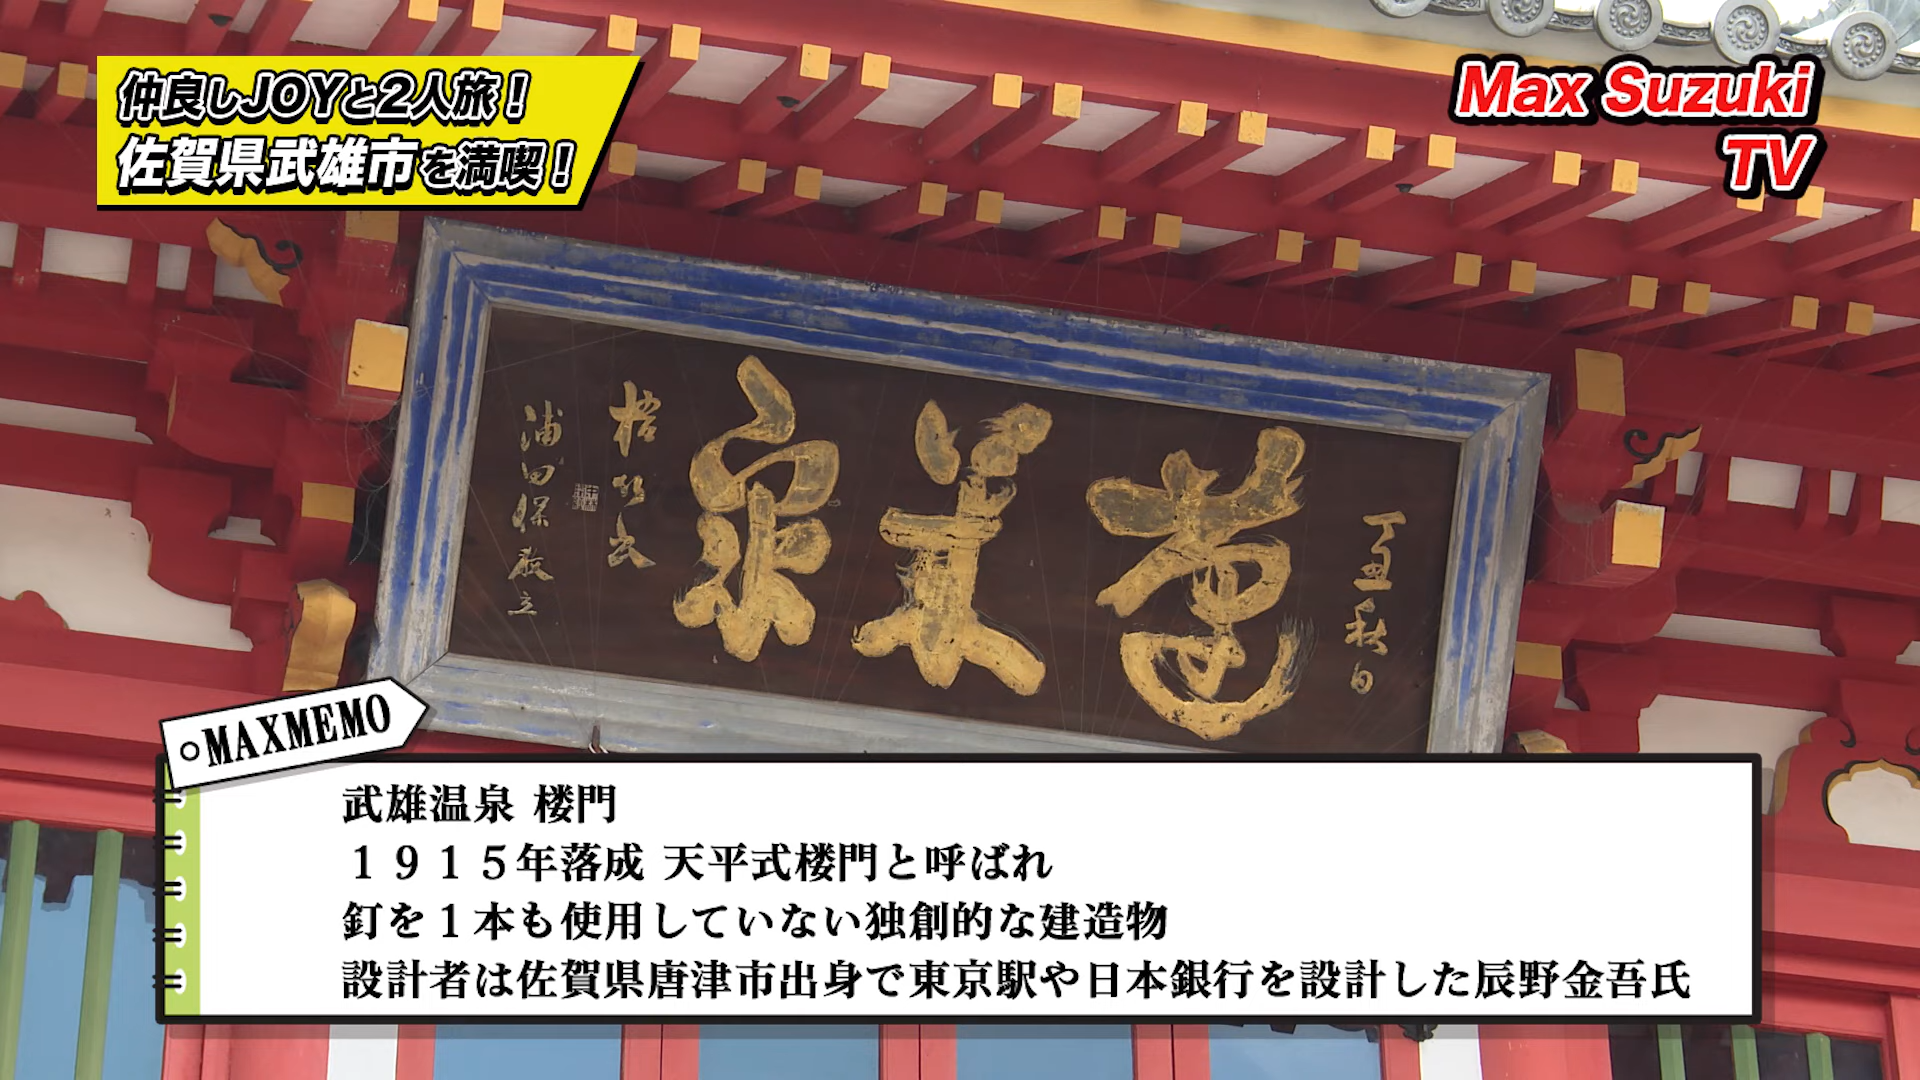 仲良しJOYと2人旅！
佐賀県武雄市を満喫！
Max Suzuki
TV
蓬莱泉
浦田保教立
MAXMEMO
武雄温泉 楼門
１９１５年落成 天平式楼門と呼ばれ
釘を１本も使用していない独創的な建造物
設計者は佐賀県唐津市出身で東京駅や日本銀行を設計した辰野金吾氏